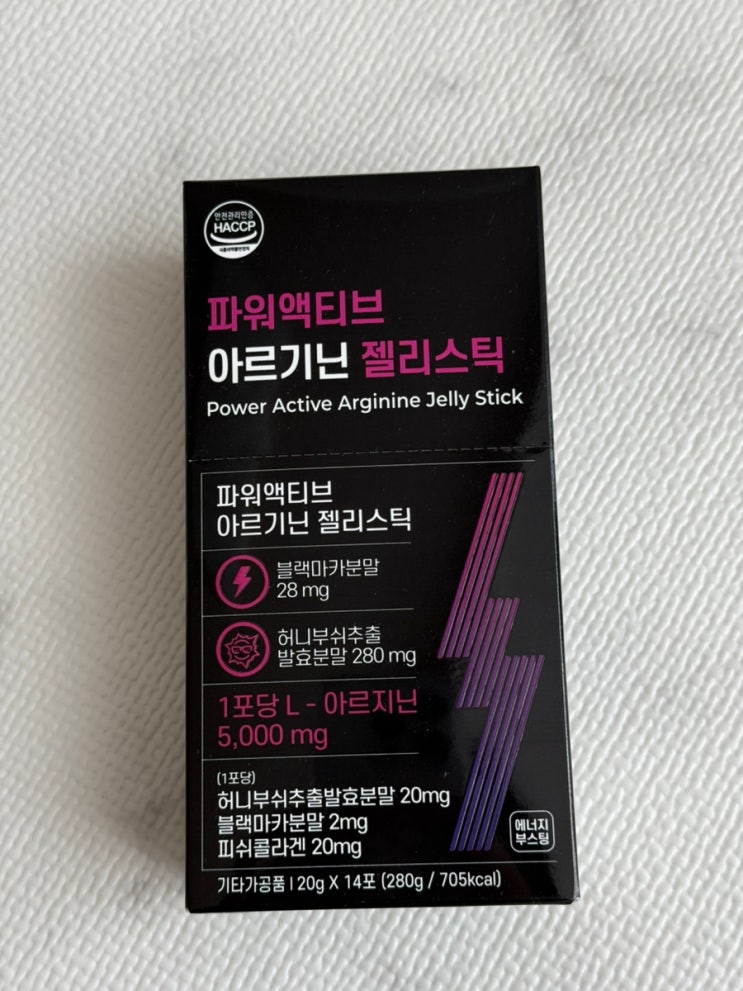 안전관리인증
HACCP
식품의약품안전처
파워액티브
아르기닌 젤리스틱
Power Active Arginine Jelly Stick
파워액티브
아르기닌 젤리스틱
블랙마카분말
28 mg
허니부쉬추출
발효분말 280 mg
1포당 L - 아르지닌
5,000 mg
(1포당)
허니부쉬추출발효분말 20mg
블랙마카분말 2mg
피쉬콜라겐 20mg
에너지
부스팅
기타가공품 I 20g X 14포 (280g / 705kcal)